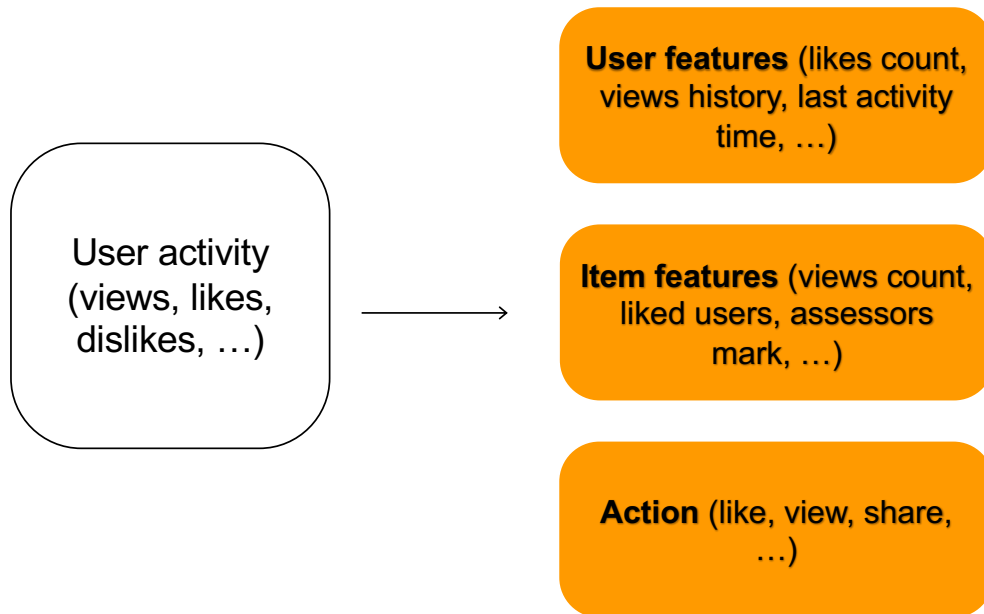 User activity
(views, likes,
dislikes, …)
User features (likes count,
views history, last activity
time, …)
Item features (views count,
liked users, assessors
mark, …)
Action (like, view, share,
…)